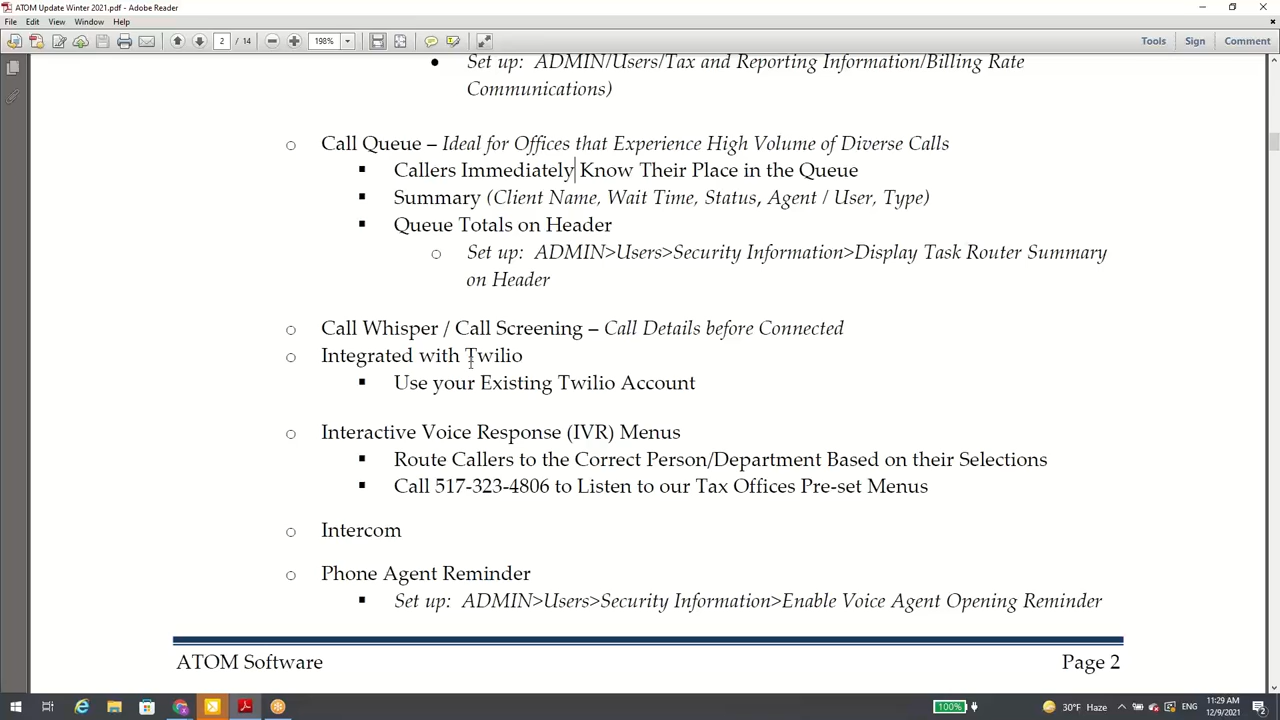 ATOM Update Winter 2021.pdf - Adobe Reader
File Edit View Window Help
2 / 14 198% Tools Sign Comment
• Set up: ADMIN/Users/Tax and Reporting Information/Billing Rate
Communications)
o Call Queue – Ideal for Offices that Experience High Volume of Diverse Calls
▪ Callers Immediately Know Their Place in the Queue
▪ Summary (Client Name, Wait Time, Status, Agent / User, Type)
▪ Queue Totals on Header
o Set up: ADMIN>Users>Security Information>Display Task Router Summary
on Header
o Call Whisper / Call Screening – Call Details before Connected
o Integrated with Twilio
▪ Use your Existing Twilio Account
o Interactive Voice Response (IVR) Menus
▪ Route Callers to the Correct Person/Department Based on their Selections
▪ Call 517-323-4806 to Listen to our Tax Offices Pre-set Menus
o Intercom
o Phone Agent Reminder
▪ Set up: ADMIN>Users>Security Information>Enable Voice Agent Opening Reminder
ATOM Software Page 2
100% 30°F Haze 11:29 AM
12/9/2021